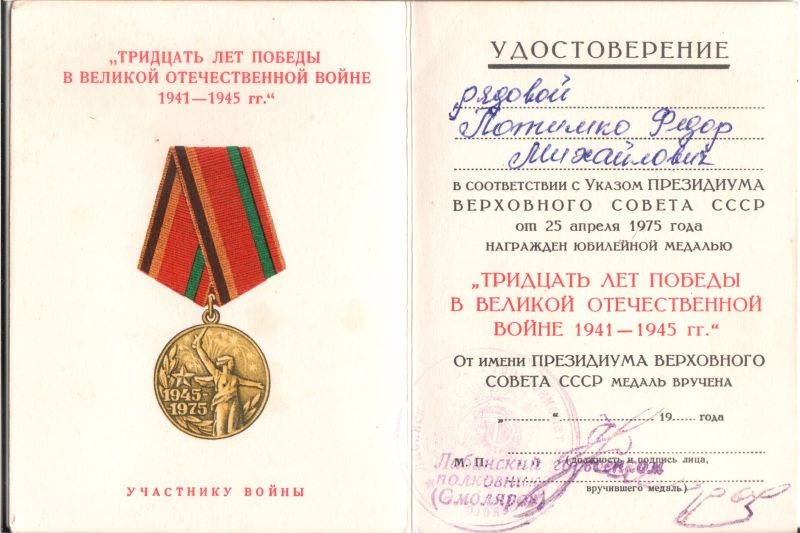 „ТРИДЦАТЬ ЛЕТ ПОБЕДЫ
В ВЕЛИКОЙ ОТЕЧЕСТВЕННОЙ ВОЙНЕ
1941—1945 гг.“
1945-
1975
УЧАСТНИКУ ВОЙНЫ
УДОСТОВЕРЕНИЕ
рядовой
Потимко Федор
Михайлович
В СООТВЕТСТВИИ С УКАЗОМ ПРЕЗИДИУМА
ВЕРХОВНОГО СОВЕТА СССР
от 25 апреля 1975 года
НАГРАЖДЕН ЮБИЛЕЙНОЙ МЕДАЛЬЮ
„ТРИДЦАТЬ ЛЕТ ПОБЕДЫ
В ВЕЛИКОЙ ОТЕЧЕСТВЕННОЙ
ВОЙНЕ 1941—1945 гг.“
ОТ ИМЕНИ ПРЕЗИДИУМА ВЕРХОВНОГО
СОВЕТА СССР МЕДАЛЬ ВРУЧЕНА
„ “ 19 года
М. П. (должность и подпись лица,
вручившего медаль)
Лабинский горвоенком
полковник
(Смоляров)